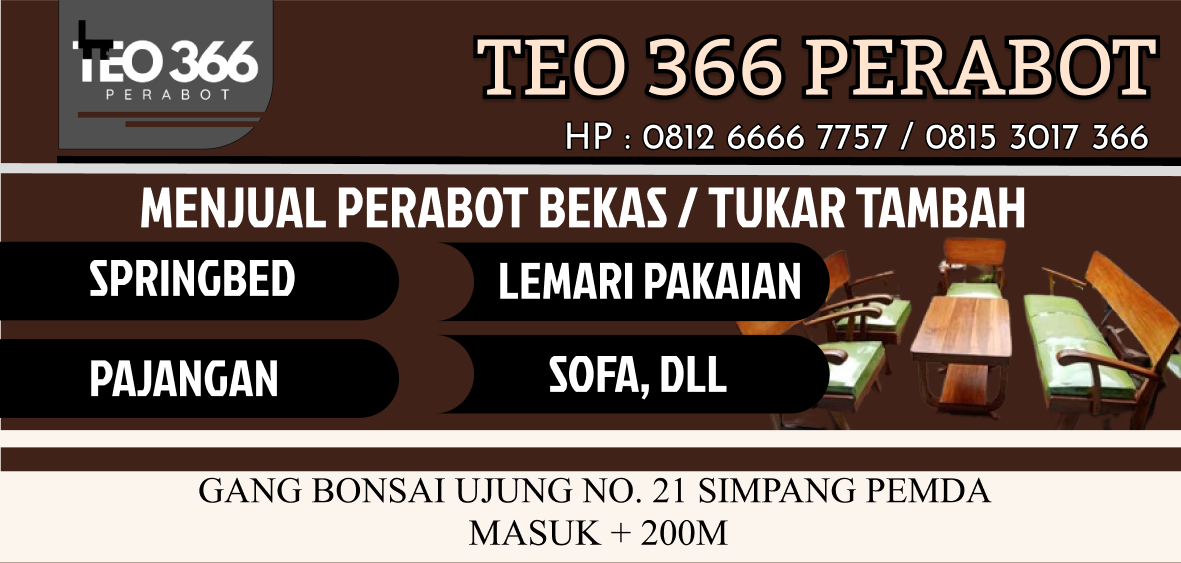 TEO 366
PERABOT
TEO 366 PERABOT
HP : 0812 6666 7757 / 0815 3017 366
MENJUAL PERABOT BEKAS / TUKAR TAMBAH
SPRINGBED
LEMARI PAKAIAN
PAJANGAN
SOFA, DLL
GANG BONSAI UJUNG NO. 21 SIMPANG PEMDA
MASUK + 200M